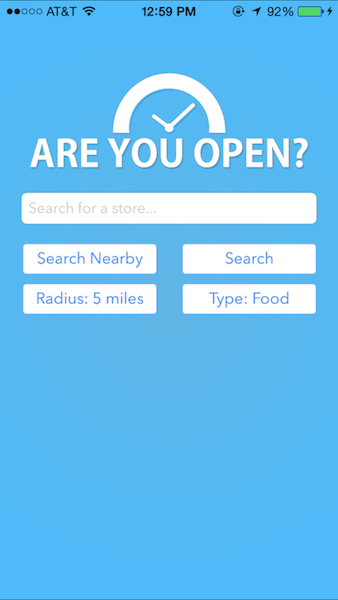 AT&T 12:59 PM 92%
ARE YOU OPEN?
Search for a store...
Search Nearby Search
Radius: 5 miles Type: Food